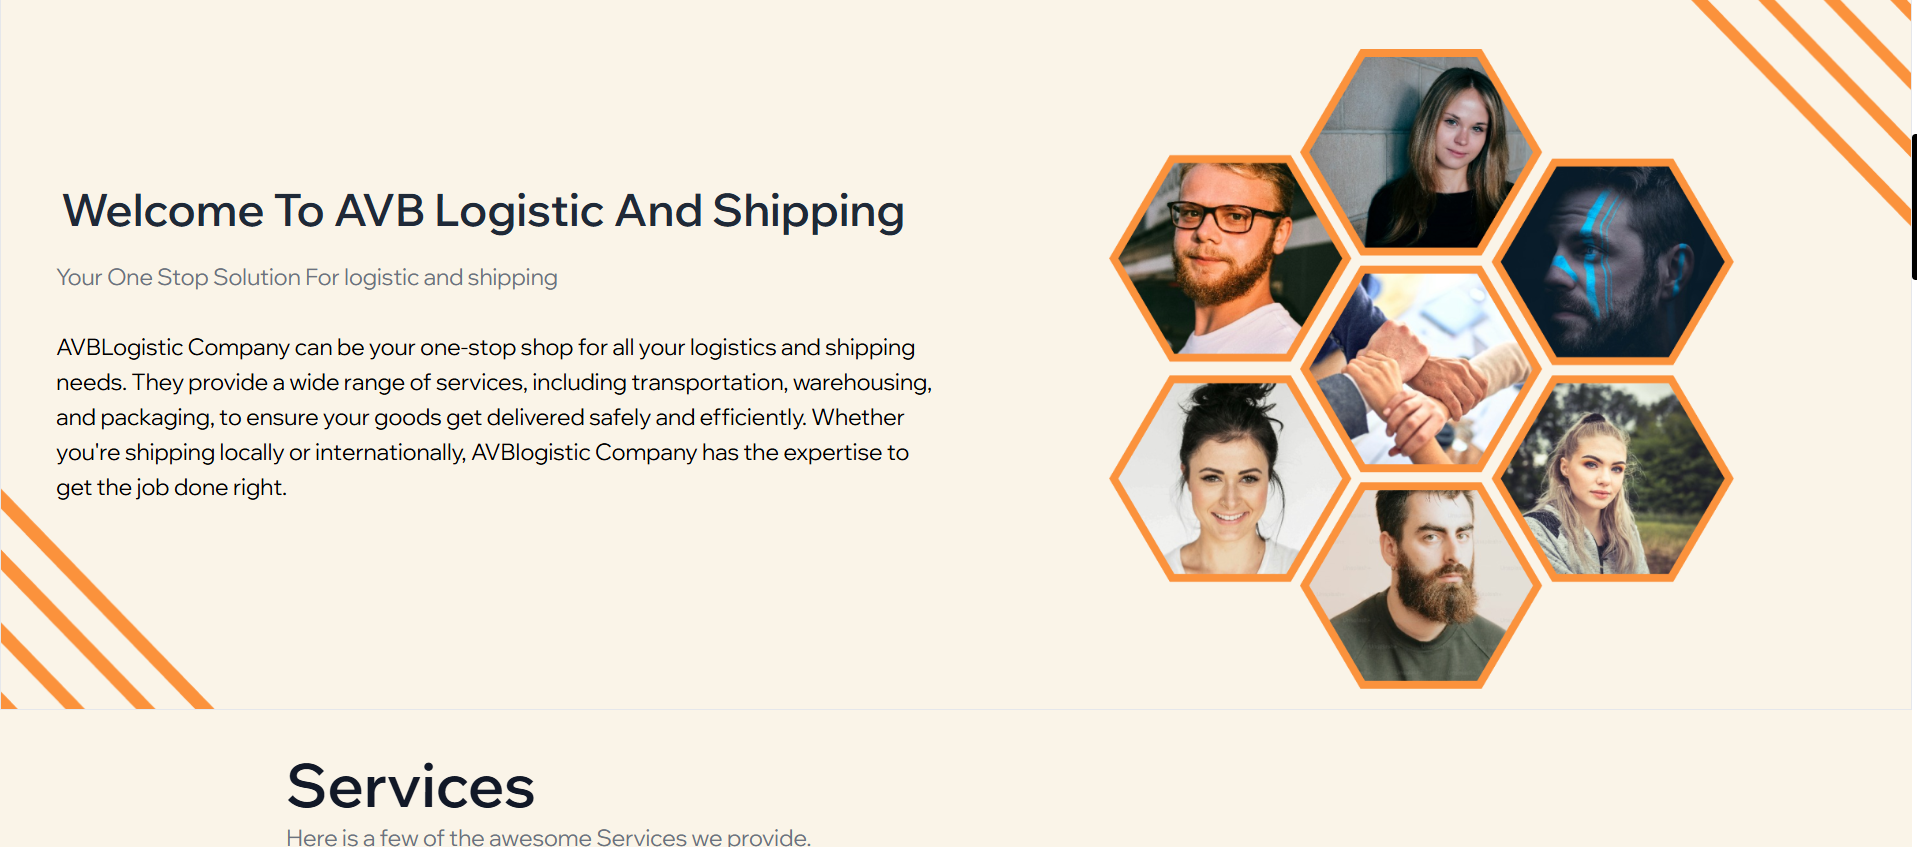 Welcome To AVB Logistic And Shipping
Your One Stop Solution For logistic and shipping
AVBLogistic Company can be your one-stop shop for all your logistics and shipping
needs. They provide a wide range of services, including transportation, warehousing,
and packaging, to ensure your goods get delivered safely and efficiently. Whether
you're shipping locally or internationally, AVBlogistic Company has the expertise to
get the job done right.
Services
Here is a few of the awesome Services we provide.